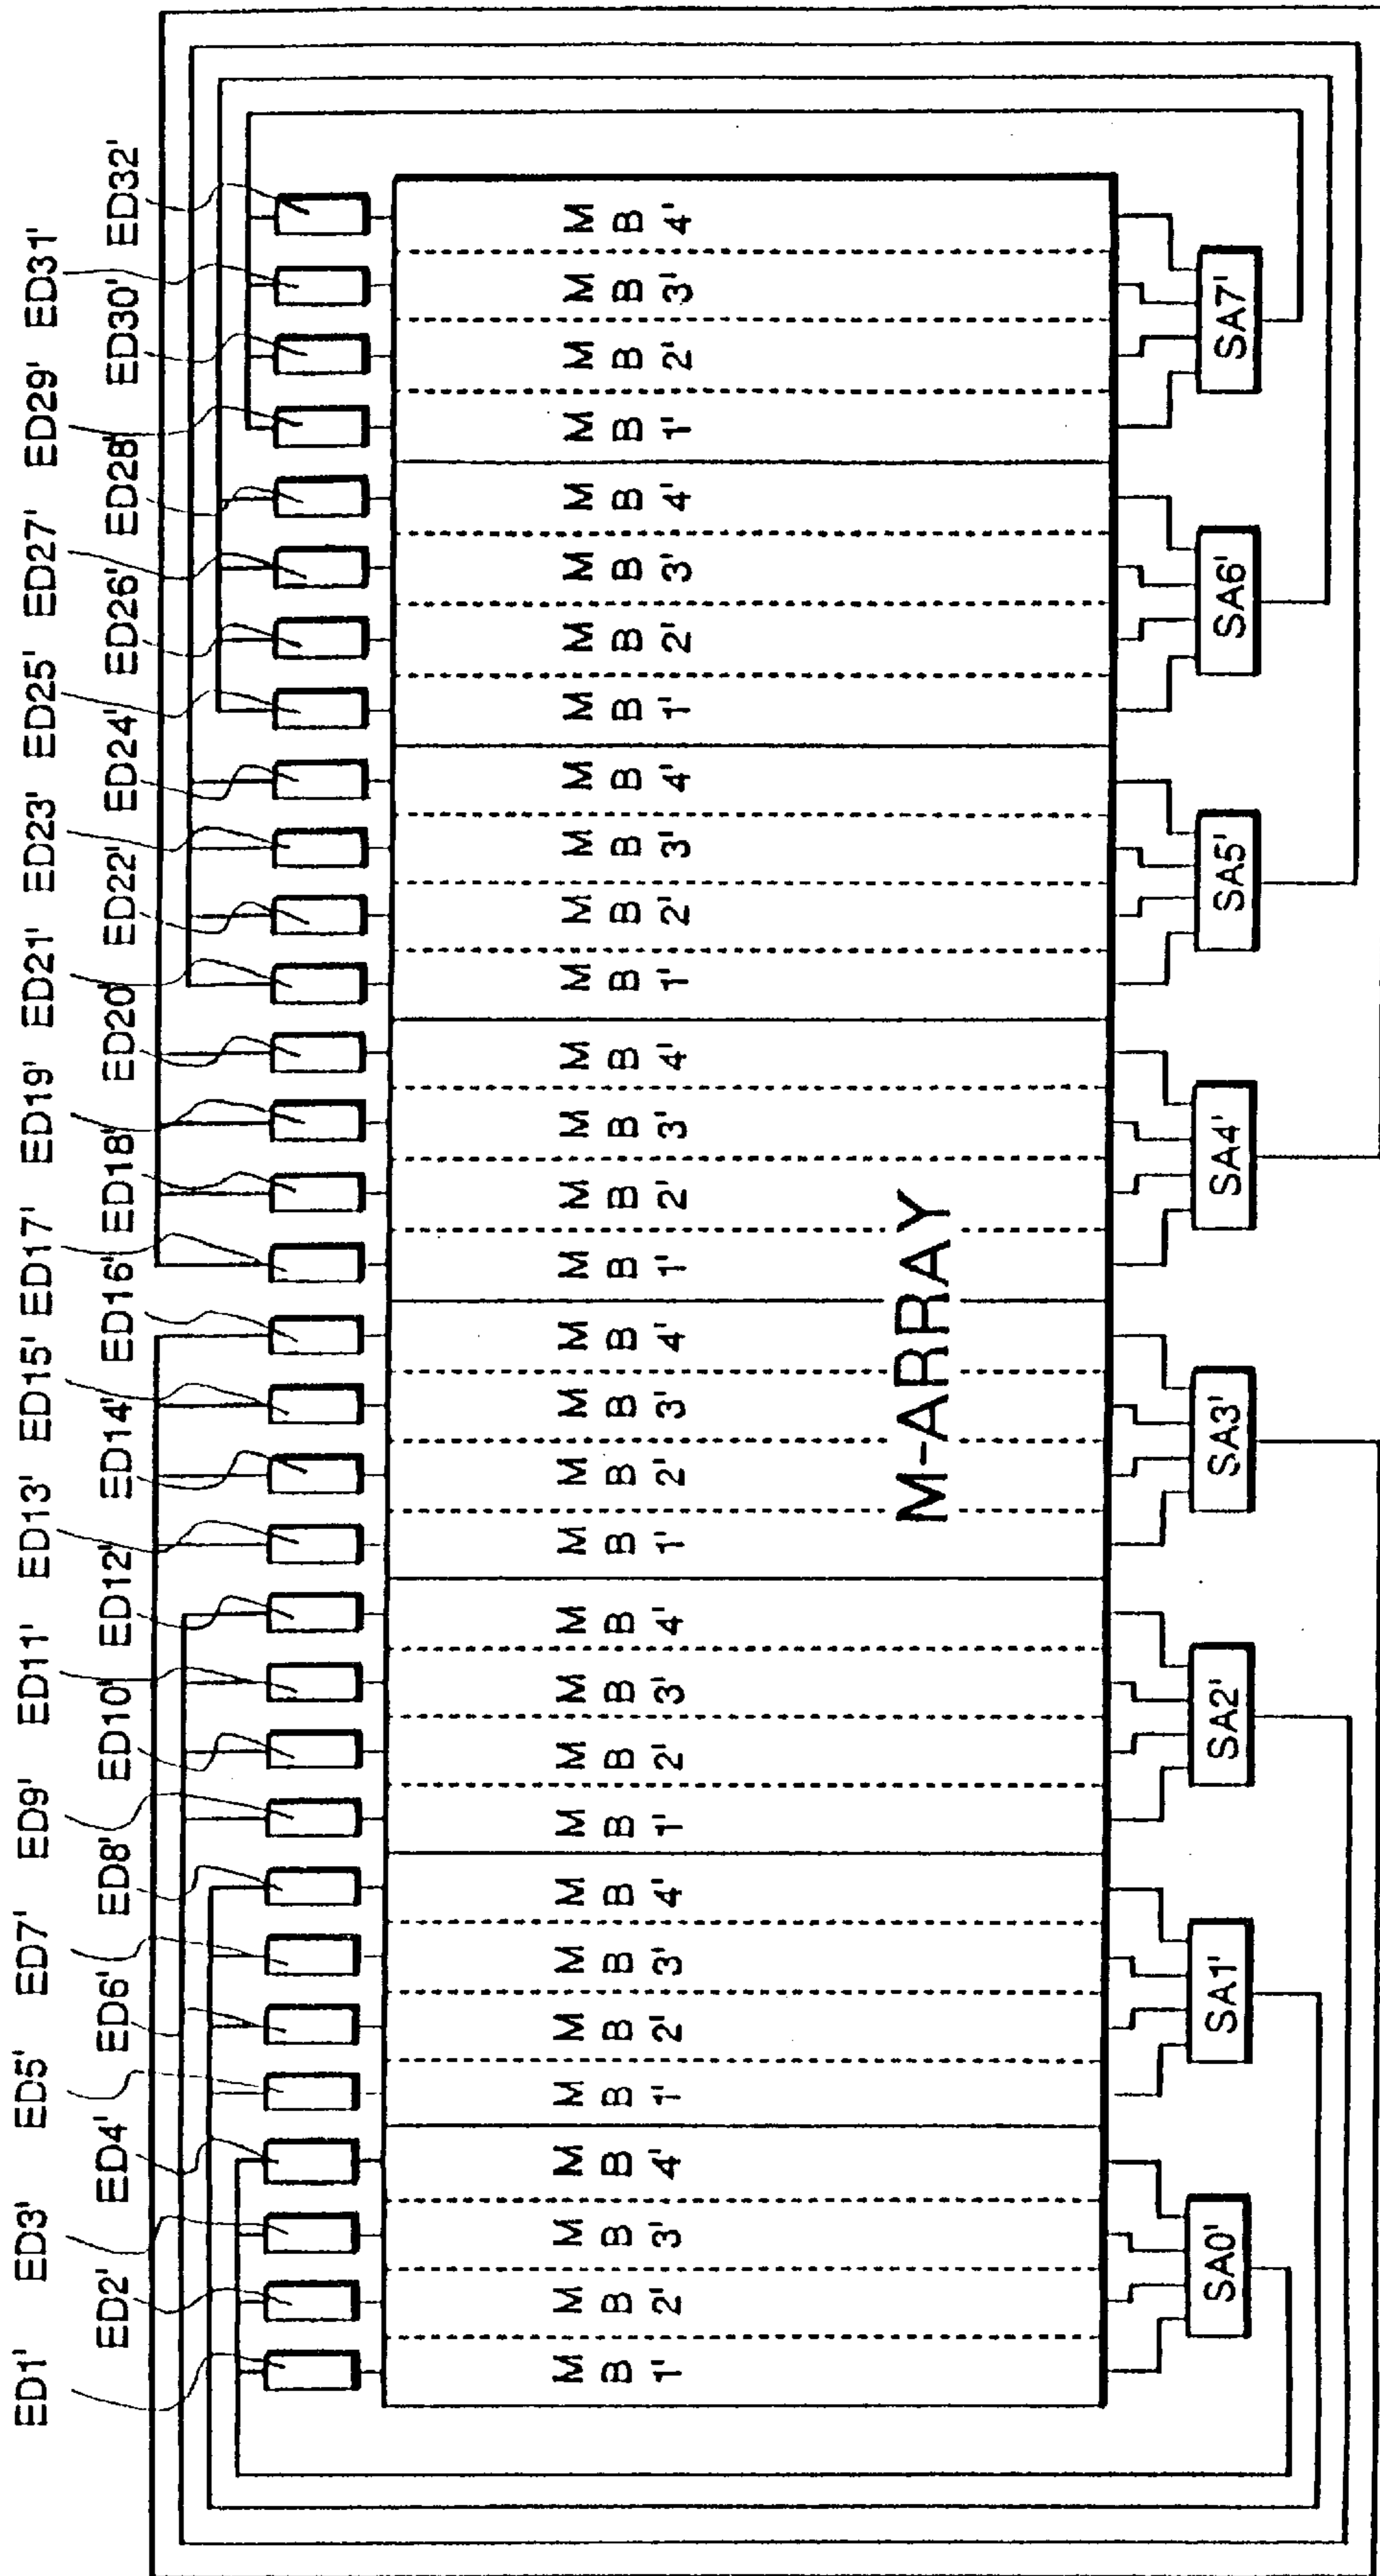 ED1' ED3' ED5' ED7' ED9' ED11' ED13' ED15' ED17' ED19' ED21' ED23' ED25' ED27' ED29' ED31'
ED2' ED4' ED6' ED8' ED10' ED12' ED14' ED16' ED18' ED20' ED22' ED24' ED26' ED28' ED30' ED32'
MB1' MB2' MB3' MB4' MB1' MB2' MB3' MB4' MB1' MB2' MB3' MB4' MB1' MB2' MB3' MB4' MB1' MB2' MB3' MB4' MB1' MB2' MB3' MB4' MB1' MB2' MB3' MB4' MB1' MB2' MB3' MB4'
M-ARRAY
SA0' SA1' SA2' SA3' SA4' SA5' SA6' SA7'